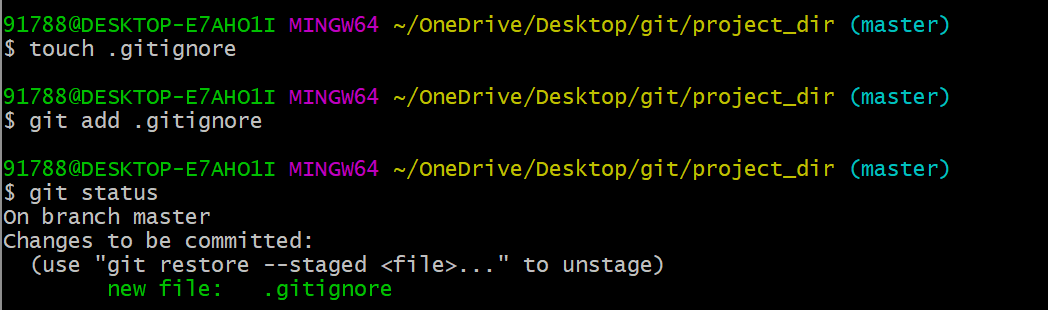 91788@DESKTOP-E7AHO1I MINGW64 ~/OneDrive/Desktop/git/project_dir (master)
$ touch .gitignore
91788@DESKTOP-E7AHO1I MINGW64 ~/OneDrive/Desktop/git/project_dir (master)
$ git add .gitignore
91788@DESKTOP-E7AHO1I MINGW64 ~/OneDrive/Desktop/git/project_dir (master)
$ git status
On branch master
Changes to be committed:
  (use "git restore --staged <file>..." to unstage)
        new file:   .gitignore